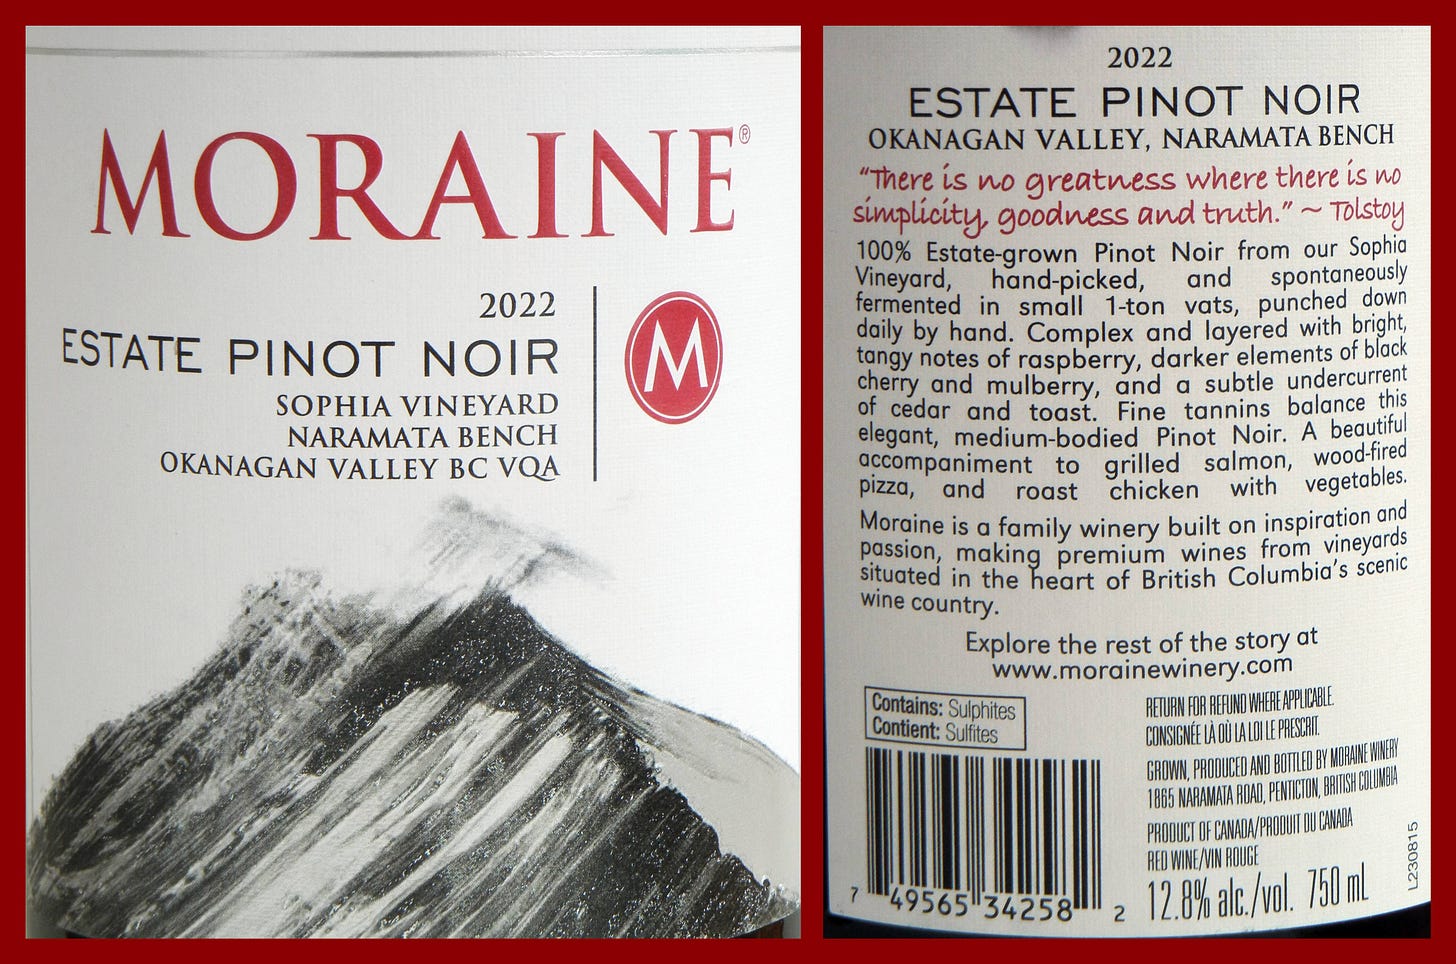 MORAINE®
2022
ESTATE PINOT NOIR
SOPHIA VINEYARD
NARAMATA BENCH
OKANAGAN VALLEY BC VQA
M
2022
ESTATE PINOT NOIR
OKANAGAN VALLEY, NARAMATA BENCH
“There is no greatness where there is no
simplicity, goodness and truth.” ~ Tolstoy
100% Estate-grown Pinot Noir from our Sophia
Vineyard, hand-picked, and spontaneously
fermented in small 1-ton vats, punched down
daily by hand. Complex and layered with bright,
tangy notes of raspberry, darker elements of black
cherry and mulberry, and a subtle undercurrent
of cedar and toast. Fine tannins balance this
elegant, medium-bodied Pinot Noir. A beautiful
accompaniment to grilled salmon, wood-fired
pizza, and roast chicken with vegetables.
Moraine is a family winery built on inspiration and
passion, making premium wines from vineyards
situated in the heart of British Columbia’s scenic
wine country.
Explore the rest of the story at
www.morainewinery.com
Contains: Sulphites
Contient: Sulfites
7 49565 34258 2
RETURN FOR REFUND WHERE APPLICABLE.
CONSIGNÉE LÀ OÙ LA LOI LE PRESCRIT.
GROWN, PRODUCED AND BOTTLED BY MORAINE WINERY
1865 NARAMATA ROAD, PENTICTON, BRITISH COLUMBIA
PRODUCT OF CANADA/PRODUIT DU CANADA
RED WINE/VIN ROUGE
12.8% alc./vol. 750 mL
L230815